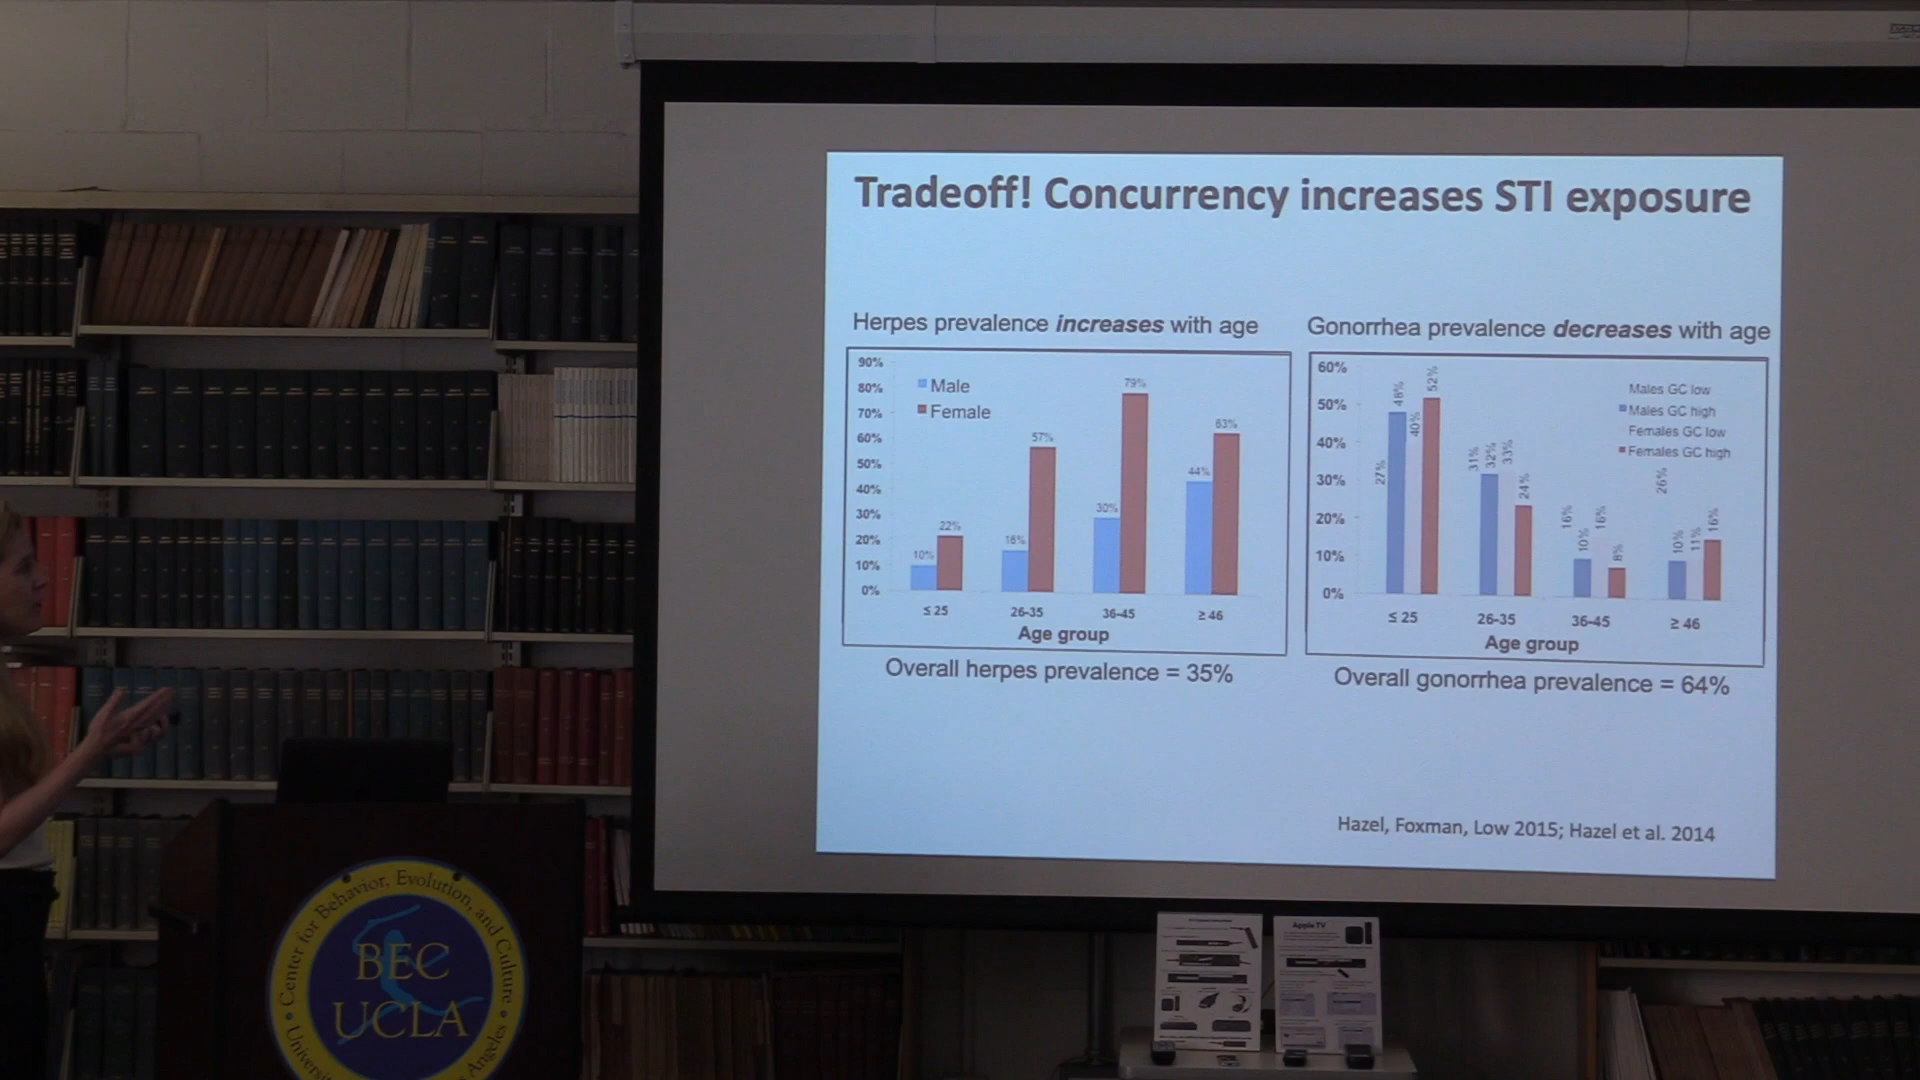 Tradeoff! Concurrency increases STI exposure
Herpes prevalence increases with age
90%
80%
70%
60%
50%
40%
30%
20%
10%
0%
Male
Female
10%
22%
16%
57%
30%
79%
44%
63%
≤ 25
26-35
36-45
≥ 46
Age group
Overall herpes prevalence = 35%
Gonorrhea prevalence decreases with age
60%
50%
40%
30%
20%
10%
0%
Males GC low
Males GC high
Females GC low
Females GC high
27%
48%
40%
52%
31%
32%
33%
24%
16%
10%
16%
8%
26%
10%
11%
16%
≤ 25
26-35
36-45
≥ 46
Age group
Overall gonorrhea prevalence = 64%
Hazel, Foxman, Low 2015; Hazel et al. 2014
Center for Behavior, Evolution, and Culture
BEC
UCLA
Apple TV